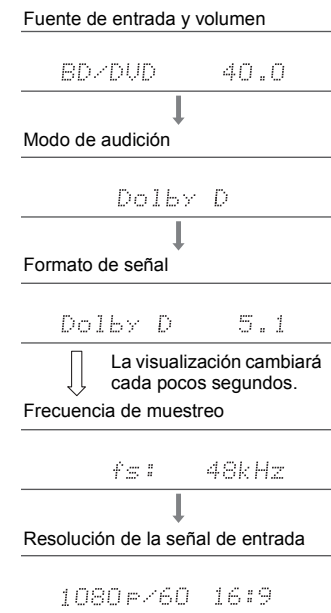 Fuente de entrada y volumen
BD/DVD 40.0
Modo de audición
Dolby D
Formato de señal
Dolby D 5.1
La visualización cambiará
cada pocos segundos.
Frecuencia de muestreo
fs: 48kHz
Resolución de la señal de entrada
1080p/60 16:9